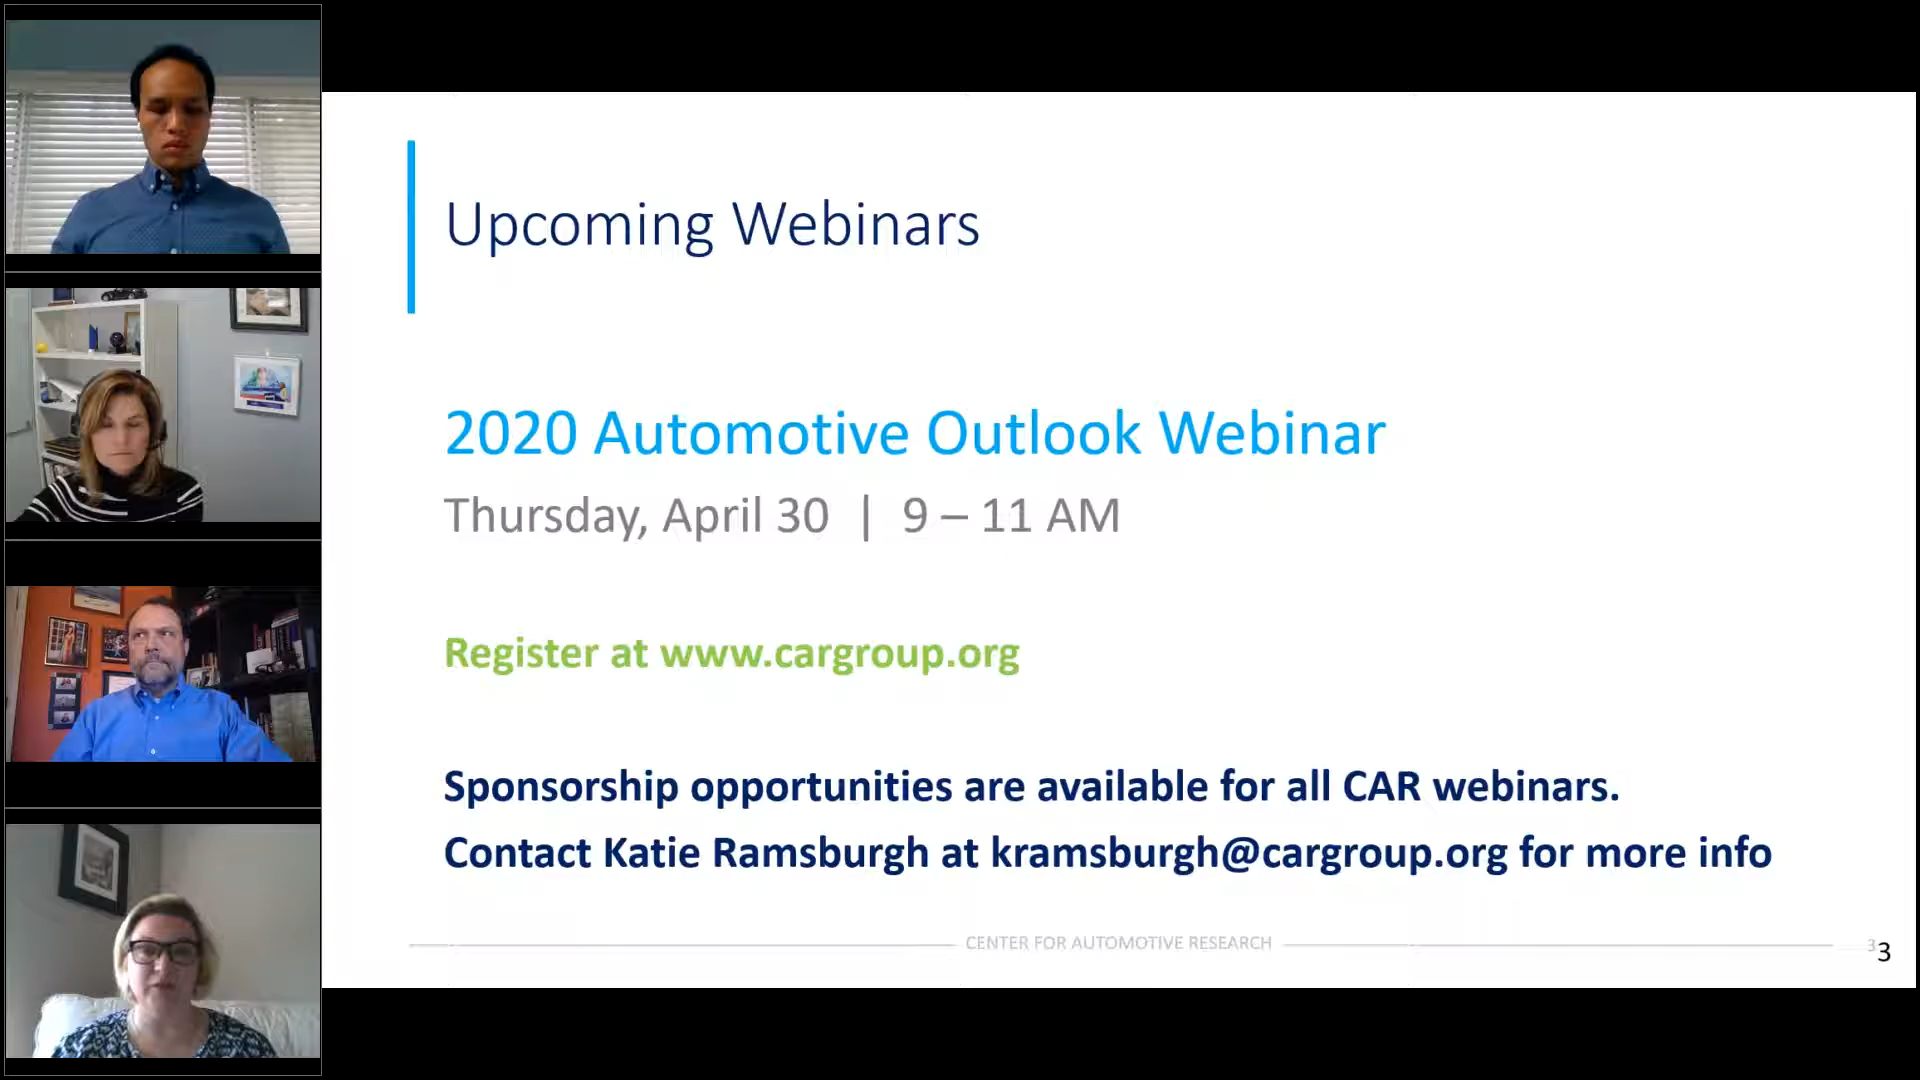 Upcoming Webinars
2020 Automotive Outlook Webinar
Thursday, April 30 | 9 – 11 AM
Register at www.cargroup.org
Sponsorship opportunities are available for all CAR webinars.
Contact Katie Ramsburgh at kramsburgh@cargroup.org for more info
CENTER FOR AUTOMOTIVE RESEARCH
3
3